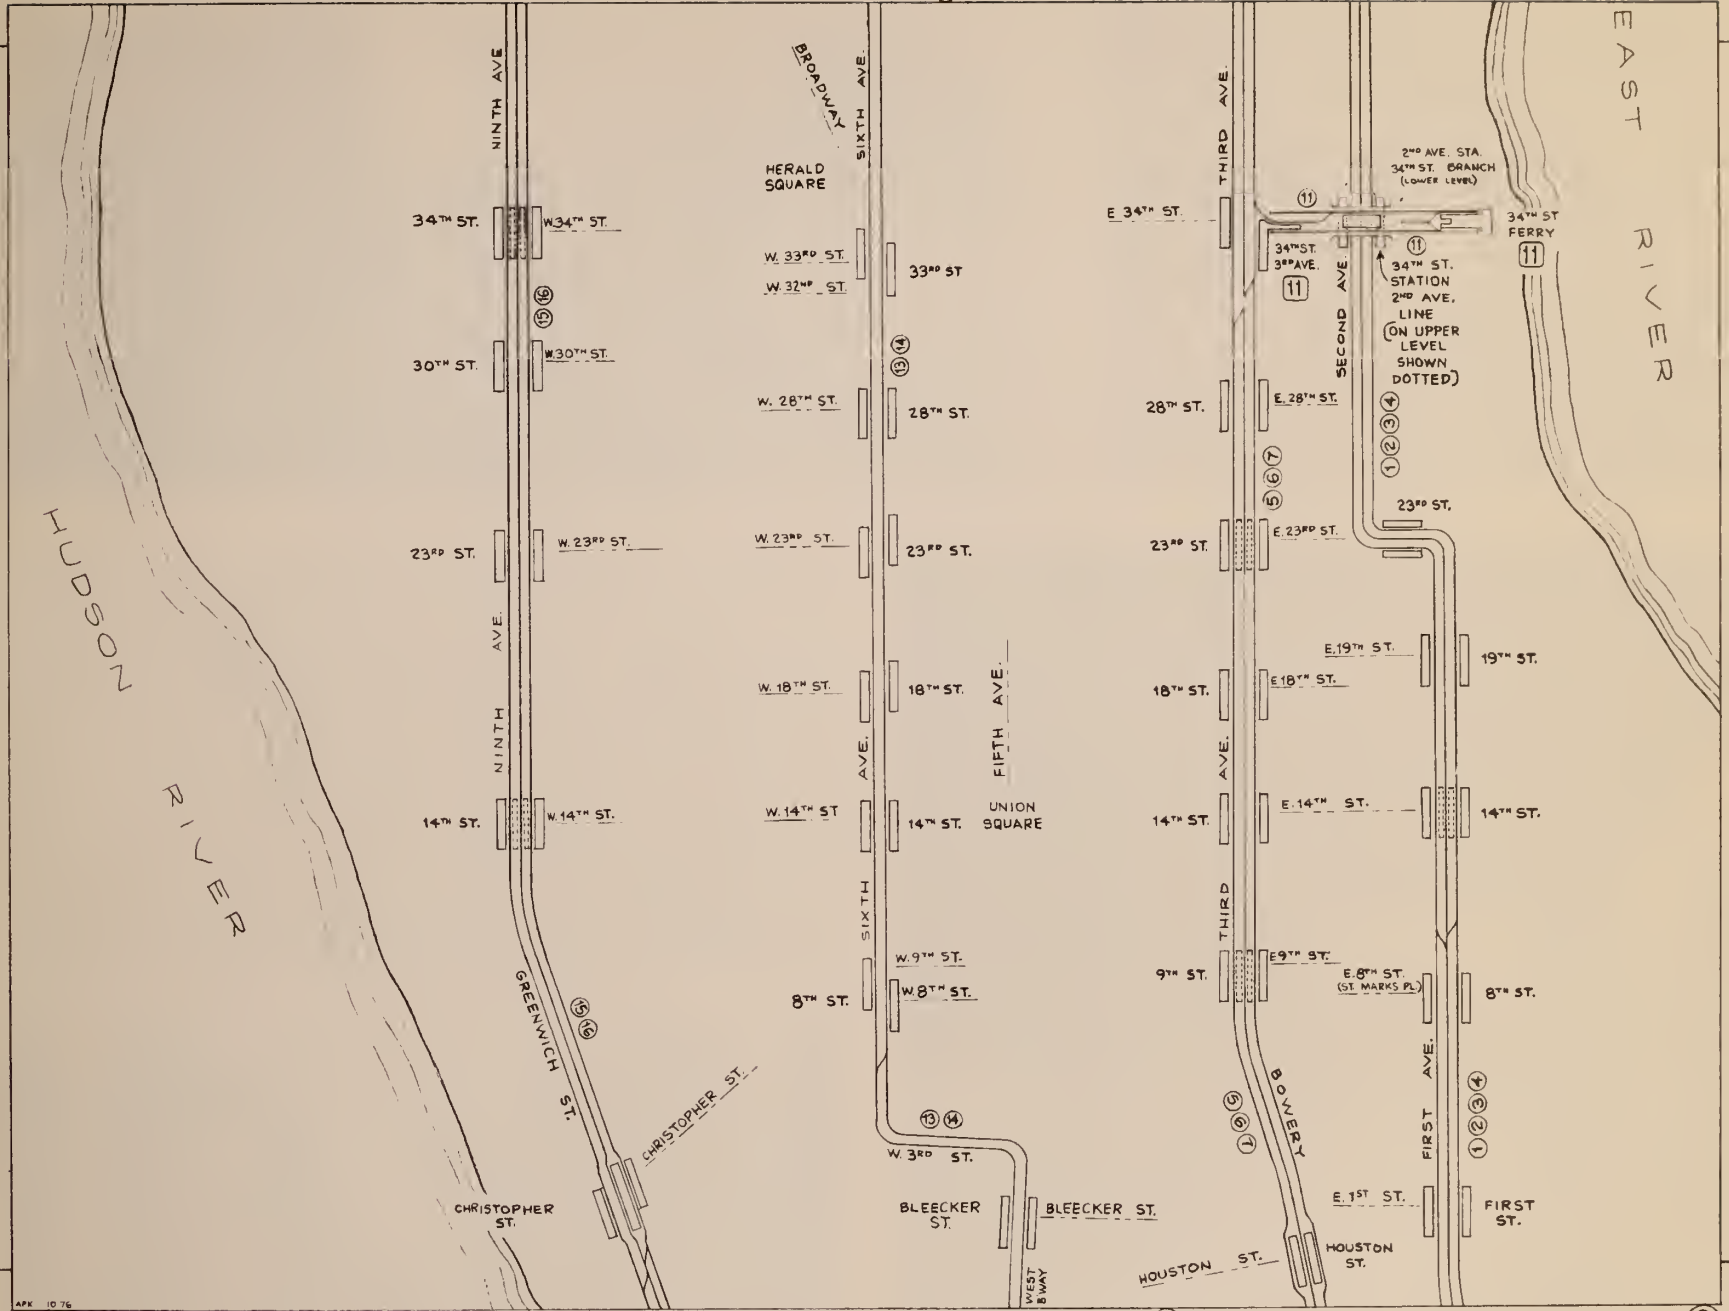 HUDSON
RIVER
EAST
RIVER
NINTH AVE
34TH ST.
W. 34TH ST.
15 16
30TH ST.
W. 30TH ST.
23RD ST.
W. 23RD ST.
NINTH AVE.
14TH ST.
W. 14TH ST.
GREENWICH ST.
15 16
CHRISTOPHER ST.
CHRISTOPHER
ST.
BROADWAY
SIXTH AVE.
HERALD
SQUARE
W. 33RD ST.
W. 32ND ST.
33RD ST
13 14
W. 28TH ST.
28TH ST.
W. 23RD ST.
23RD ST.
W. 18TH ST.
18TH ST.
FIFTH AVE.
SIXTH AVE.
W. 14TH ST
14TH ST.
UNION
SQUARE
W. 9TH ST.
8TH ST.
W. 8TH ST.
13 14
W. 3RD ST.
BLEECKER
ST.
BLEECKER ST.
WEST
B'WAY
THIRD AVE.
E 34TH ST.
11
34TH ST.
3RD AVE.
11
2ND AVE. STA.
34TH ST. BRANCH
(LOWER LEVEL)
34TH ST
FERRY
11
11
34TH ST.
STATION
2ND AVE.
LINE
(ON UPPER
LEVEL
SHOWN
DOTTED)
SECOND AVE.
28TH ST.
E. 28TH ST.
1 2 3 4
5 6 7
23RD ST.
E. 23RD ST.
23RD ST.
E. 19TH ST.
19TH ST.
18TH ST.
E 18TH ST.
THIRD AVE.
14TH ST.
E. 14TH ST.
14TH ST.
9TH ST.
E 9TH ST.
E. 8TH ST.
(ST. MARKS PL.)
8TH ST.
BOWERY
5 6 7
FIRST AVE.
1 2 3 4
E. 1ST ST.
FIRST
ST.
HOUSTON ST.
HOUSTON
ST.
APK 10 76